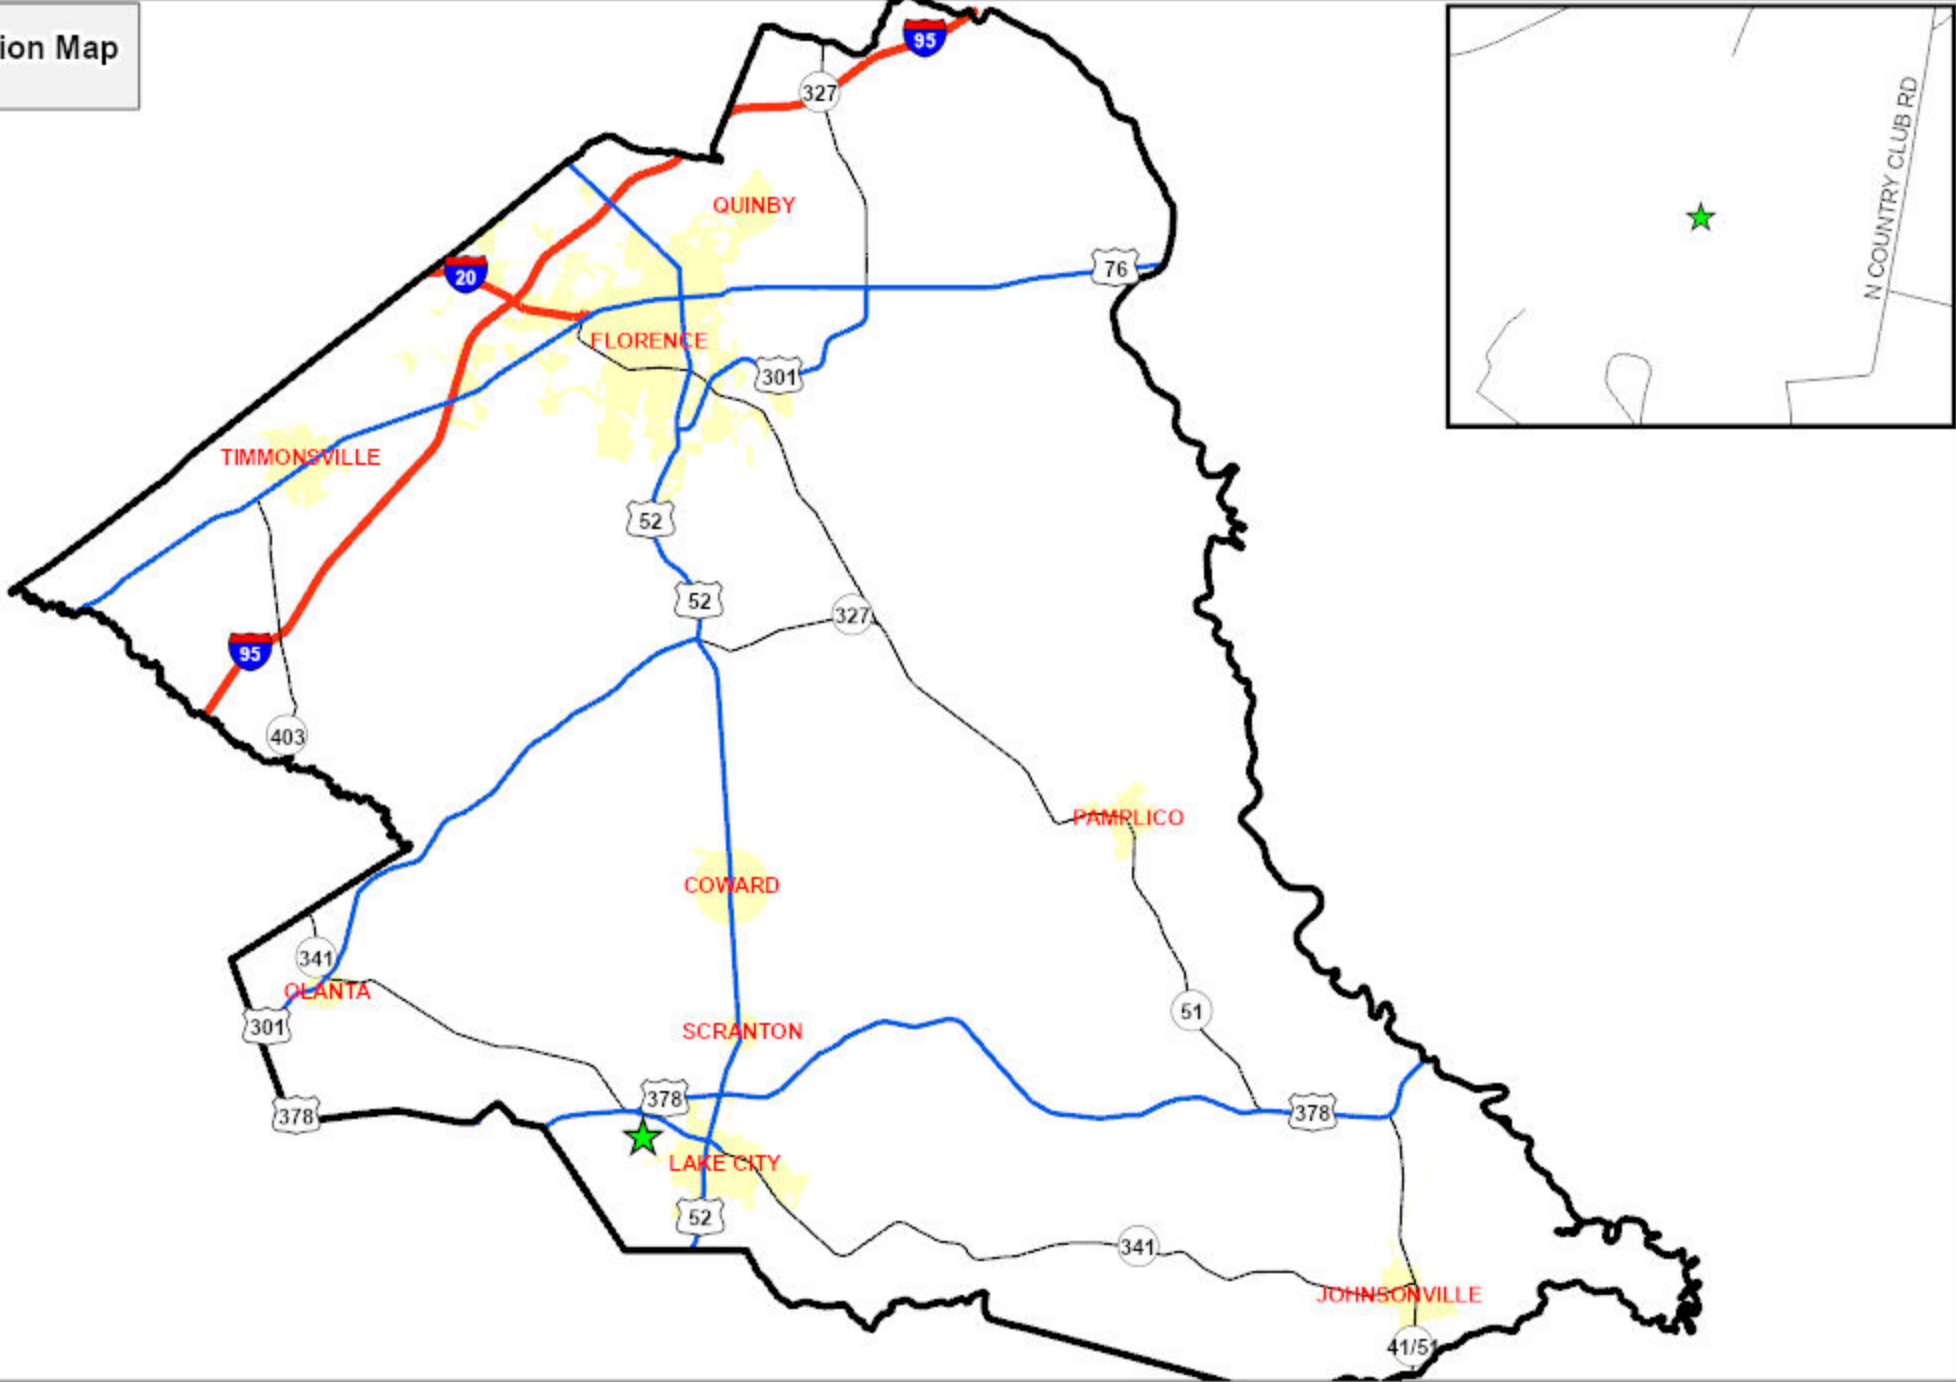 ion Map
95
327
N COUNTRY CLUB RD
QUINBY
20
76
FLORENCE
301
TIMMONSVILLE
52
52
327
95
403
PAMPLICO
COWARD
341
OLANTA
51
301
SCRANTON
378
378
378
LAKE CITY
52
341
JOHNSONVILLE
41/51